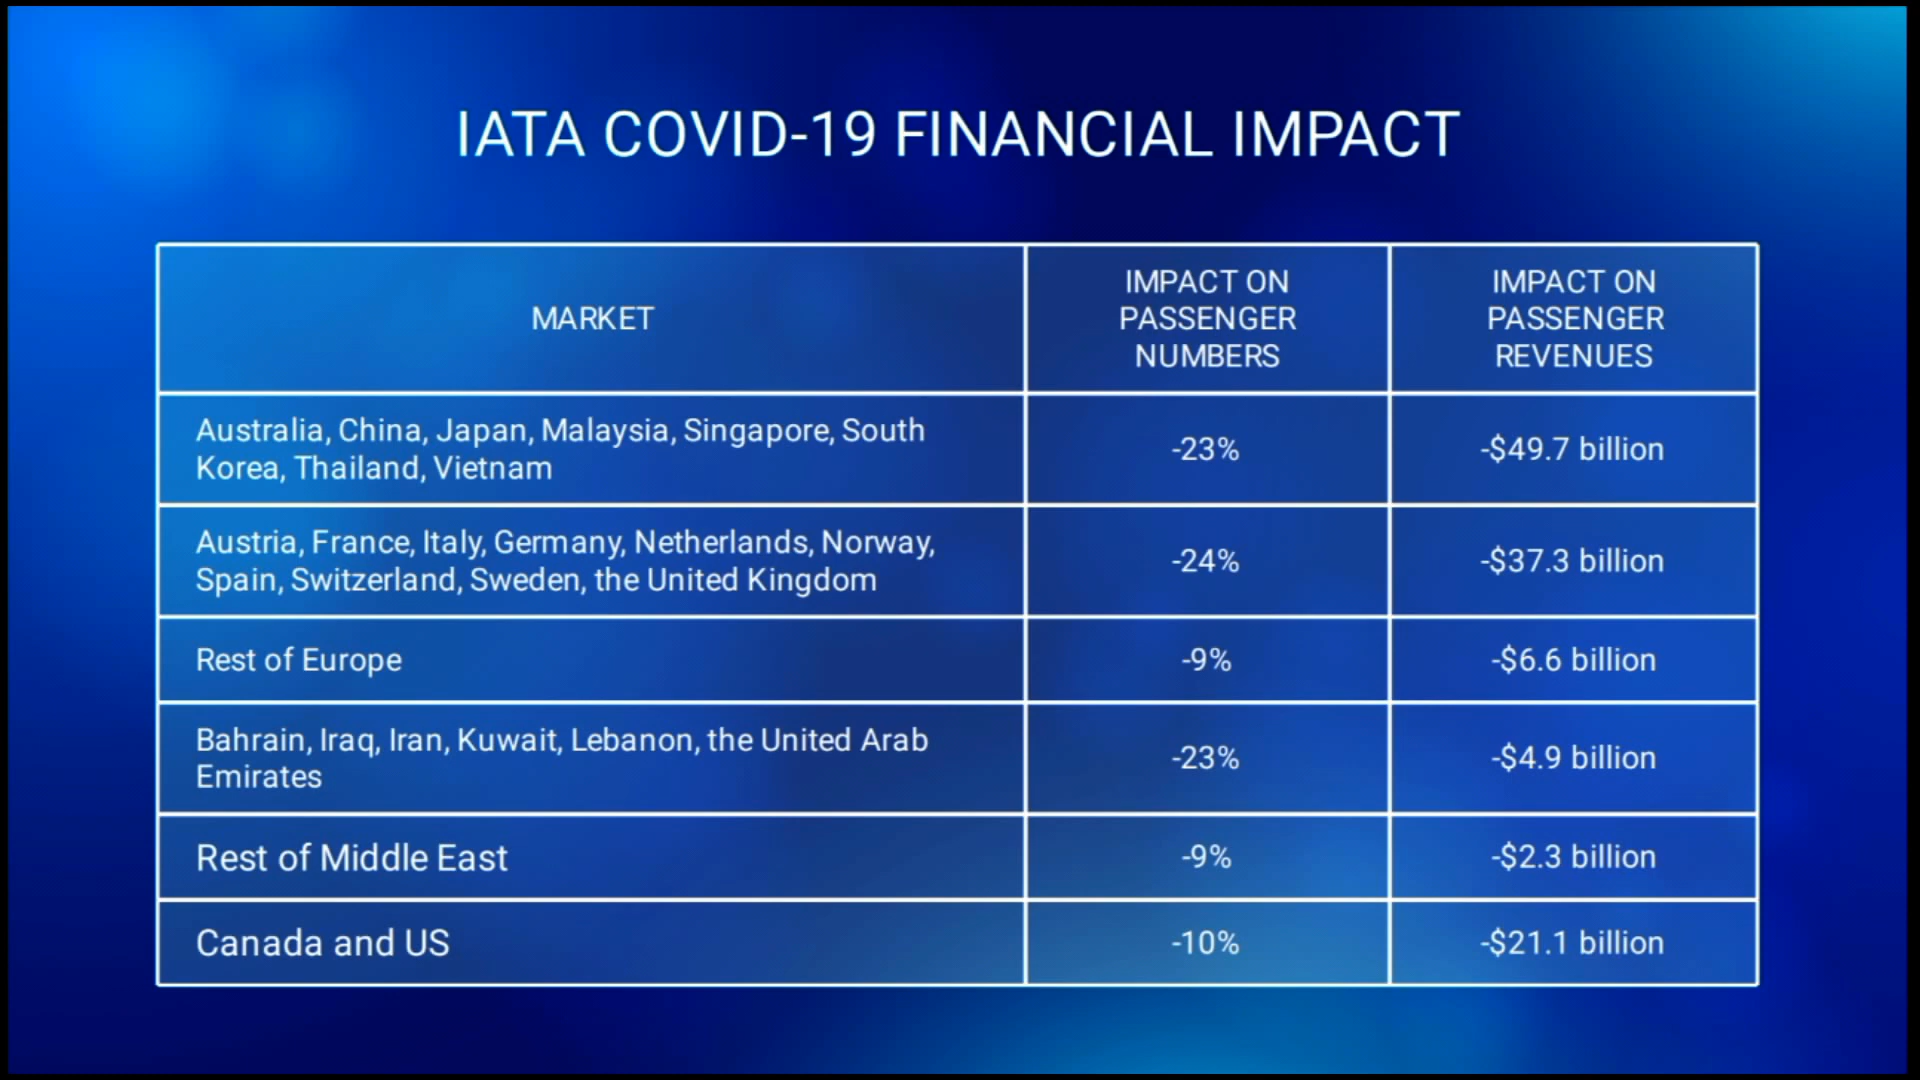 IATA COVID-19 FINANCIAL IMPACT
MARKET
IMPACT ON
PASSENGER
NUMBERS
IMPACT ON
PASSENGER
REVENUES
Australia, China, Japan, Malaysia, Singapore, South
Korea, Thailand, Vietnam
-23%
-$49.7 billion
Austria, France, Italy, Germany, Netherlands, Norway,
Spain, Switzerland, Sweden, the United Kingdom
-24%
-$37.3 billion
Rest of Europe
-9%
-$6.6 billion
Bahrain, Iraq, Iran, Kuwait, Lebanon, the United Arab
Emirates
-23%
-$4.9 billion
Rest of Middle East
-9%
-$2.3 billion
Canada and US
-10%
-$21.1 billion